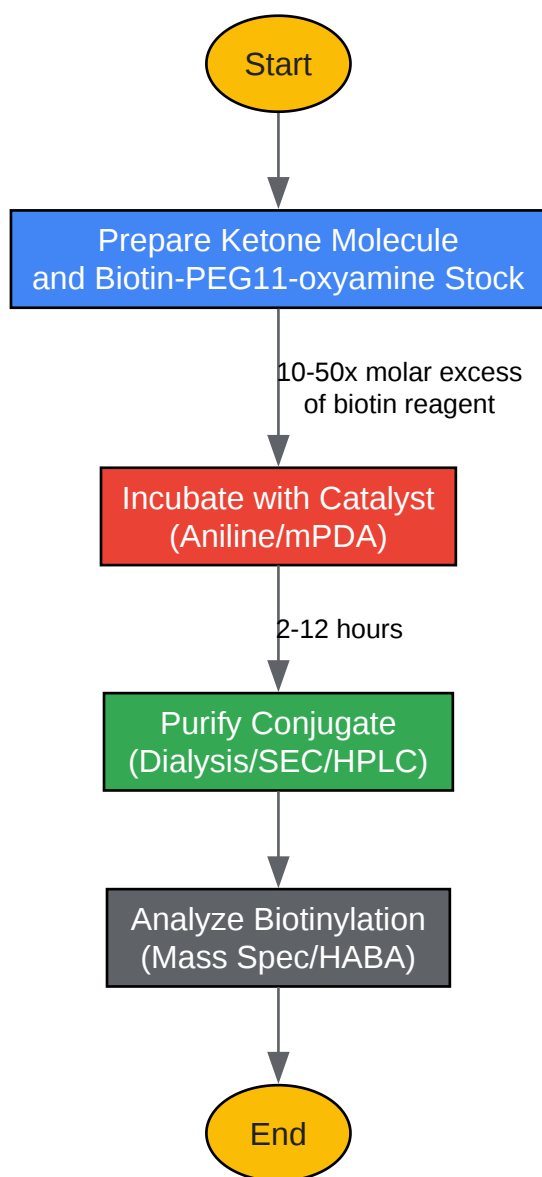 Start
Prepare Ketone Molecule
and Biotin-PEG11-oxyamine Stock
10-50x molar excess
of biotin reagent
Incubate with Catalyst
(Aniline/mPDA)
2-12 hours
Purify Conjugate
(Dialysis/SEC/HPLC)
Analyze Biotinylation
(Mass Spec/HABA)
End